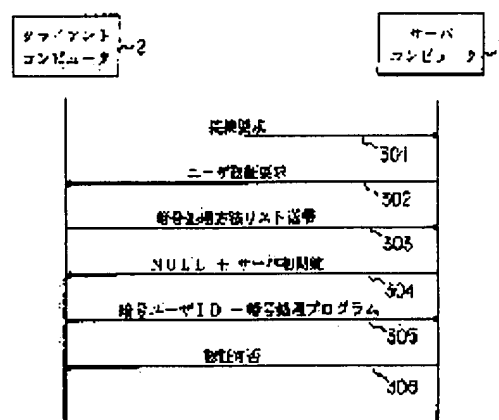 クライアント
コンピュータ
2
サーバ
コンピュータ
接続要求
301
ユーザ認証要求
302
暗号処理方法リスト送信
303
NULL + サーバ初期値
304
暗号ユーザID + 暗号処理プログラム
305
認証可否
306